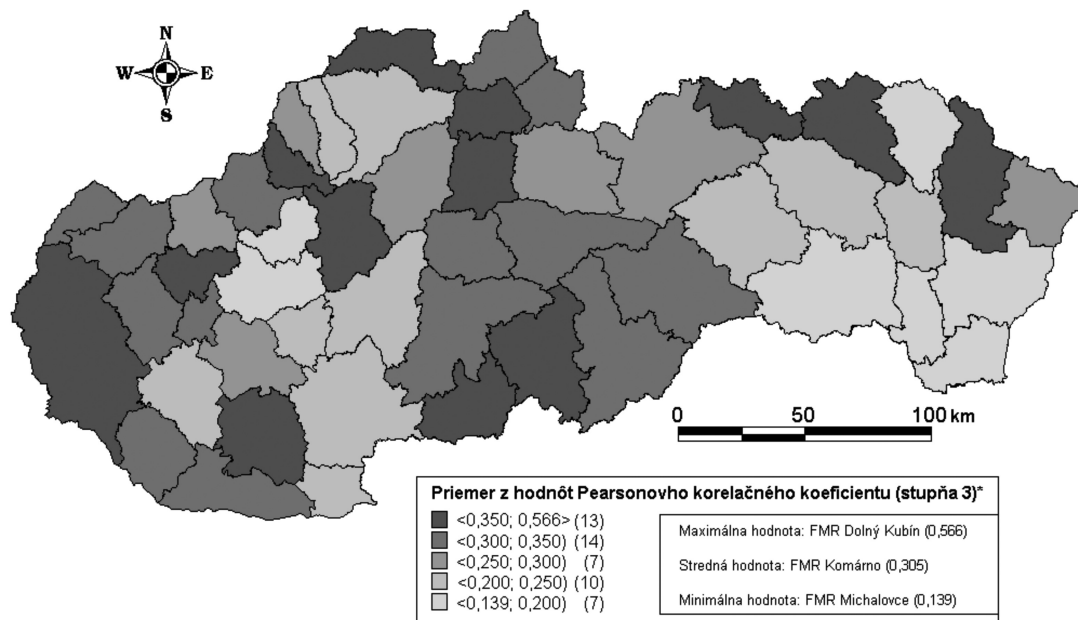 N
W E
S
0 50 100 km
Priemer z hodnôt Pearsonovho korelačného koeficientu (stupňa 3)*
<0,350; 0,566> (13)
<0,300; 0,350) (14)
<0,250; 0,300) (7)
<0,200; 0,250) (10)
<0,139; 0,200) (7)
Maximálna hodnota: FMR Dolný Kubín (0,566)
Stredná hodnota: FMR Komárno (0,305)
Minimálna hodnota: FMR Michalovce (0,139)